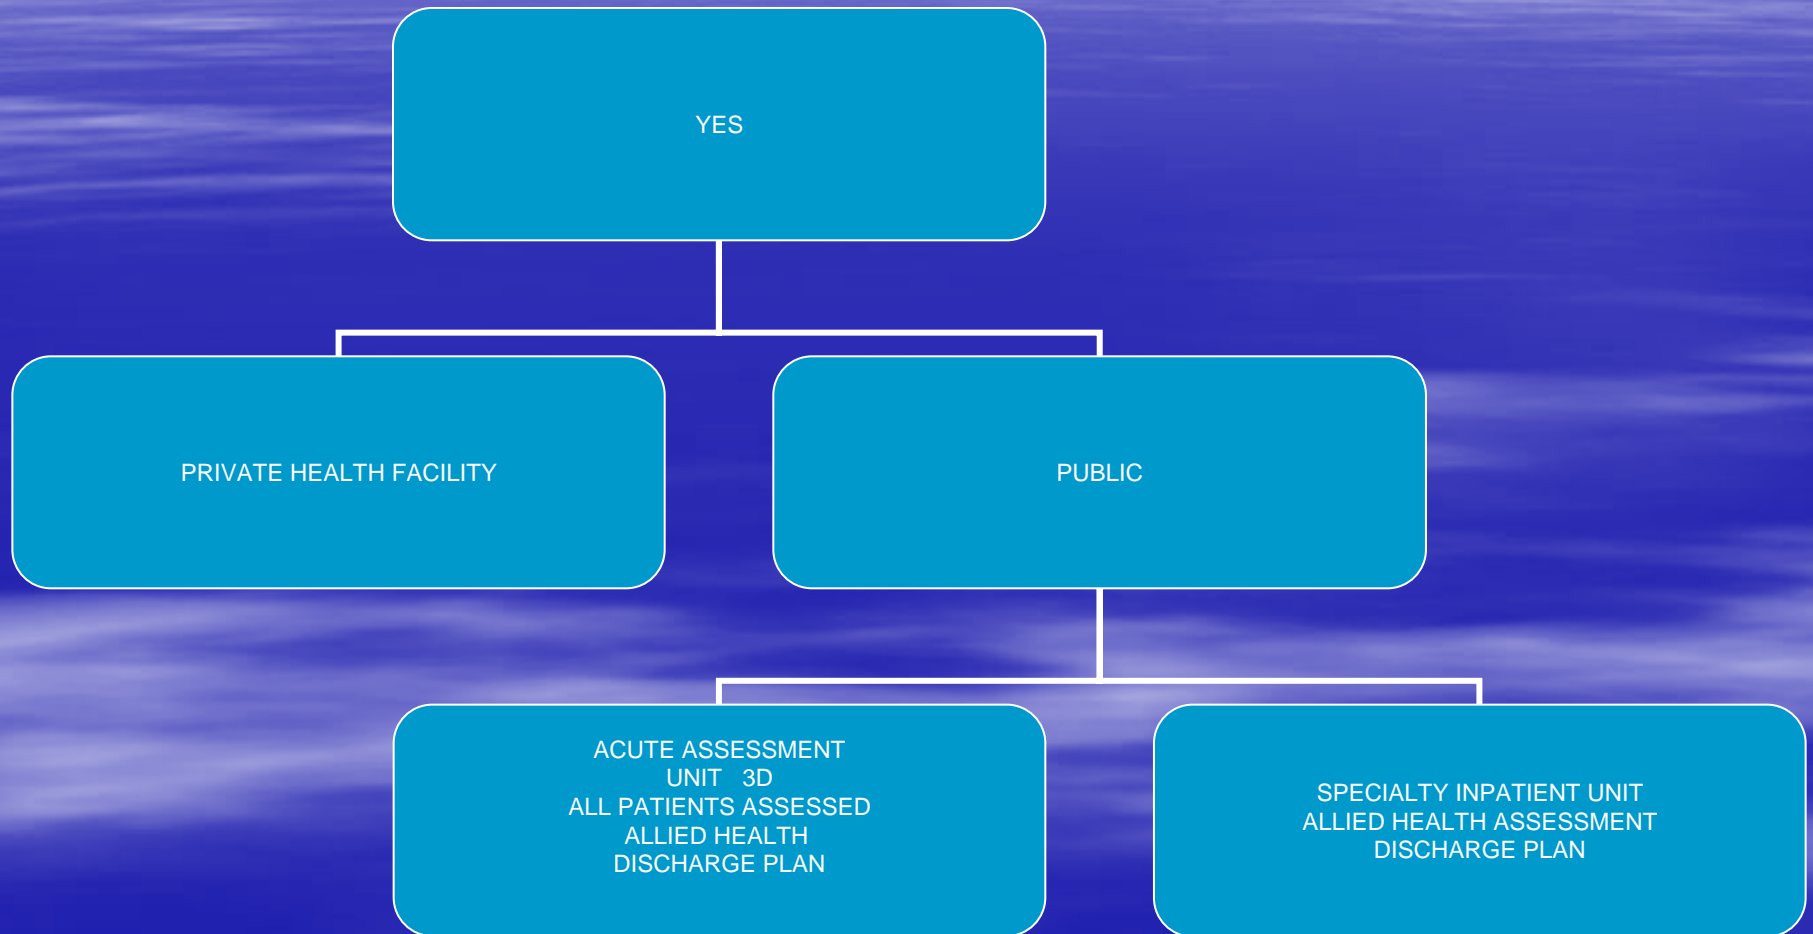 YES
PRIVATE HEALTH FACILITY
PUBLIC
ACUTE ASSESSMENT
UNIT   3D
ALL PATIENTS ASSESSED
ALLIED HEALTH
DISCHARGE PLAN
SPECIALTY INPATIENT UNIT
ALLIED HEALTH ASSESSMENT
DISCHARGE PLAN